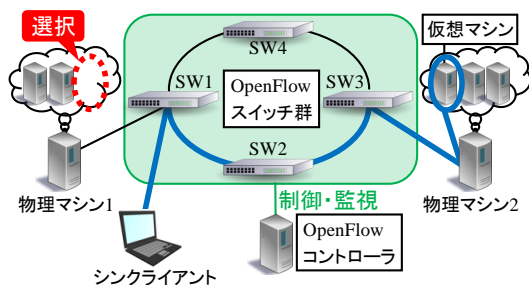 選択
SW4
仮想マシン
SW1
OpenFlow
スイッチ群
SW3
SW2
物理マシン1
制御・監視
物理マシン2
OpenFlow
コントローラ
シンクライアント